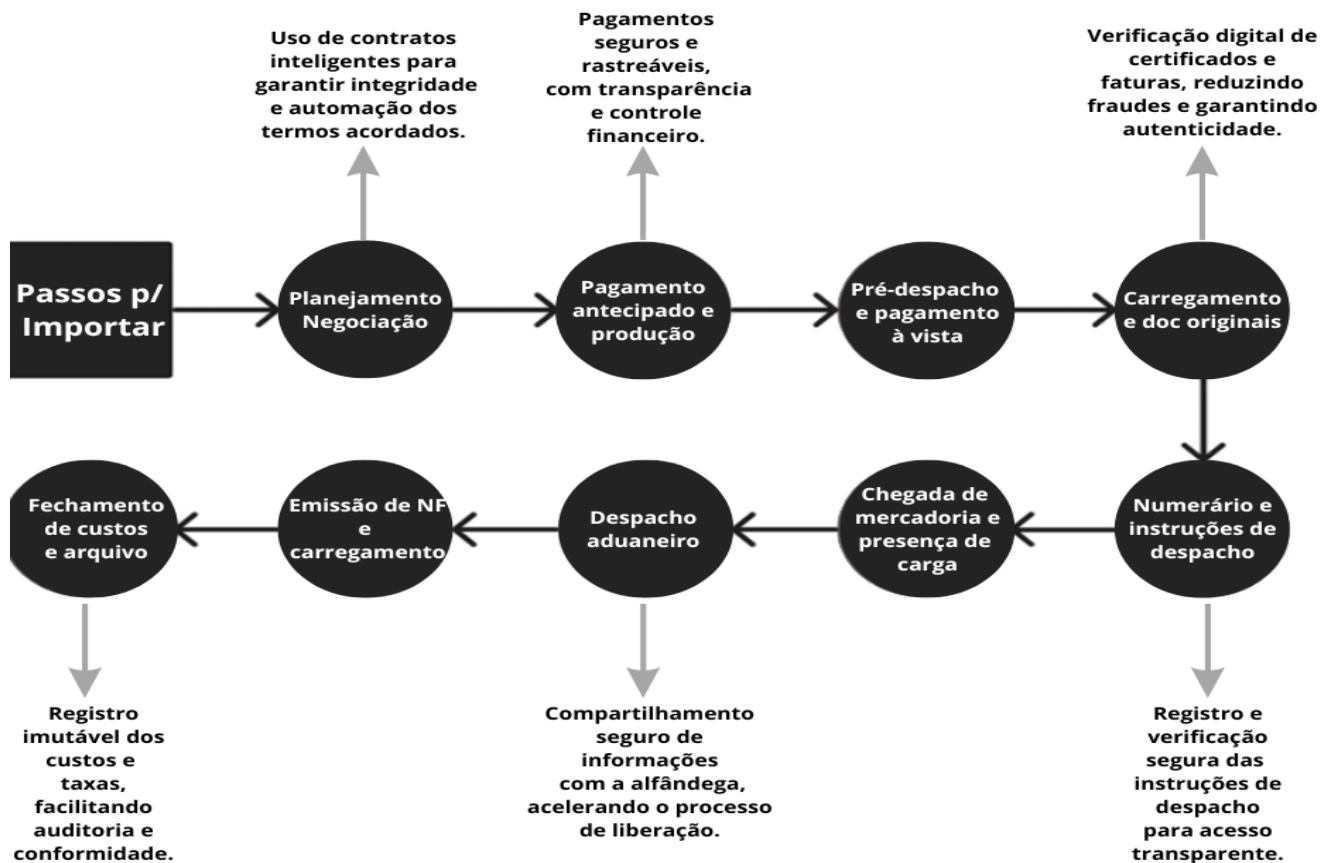 Uso de contratos
inteligentes para
garantir integridade
e automação dos
termos acordados.
Pagamentos
seguros e
rastreáveis,
com transparência
e controle
financeiro.
Verificação digital de
certificados e
faturas, reduzindo
fraudes e garantindo
autenticidade.
Passos p/
Importar
Planejamento
Negociação
Pagamento
antecipado e
produção
Pré-despacho
e pagamento
à vista
Carregamento
e doc originais
Fechamento
de custos
e arquivo
Emissão de NF
e
carregamento
Despacho
aduaneiro
Chegada de
mercadoria e
presença de
carga
Numerário e
instruções de
despacho
Registro
imutável dos
custos e
taxas,
facilitando
auditoria e
conformidade.
Compartilhamento
seguro de
informações
com a alfândega,
acelerando o processo
de liberação.
Registro e
verificação
segura das
instruções de
despacho
para acesso
transparente.